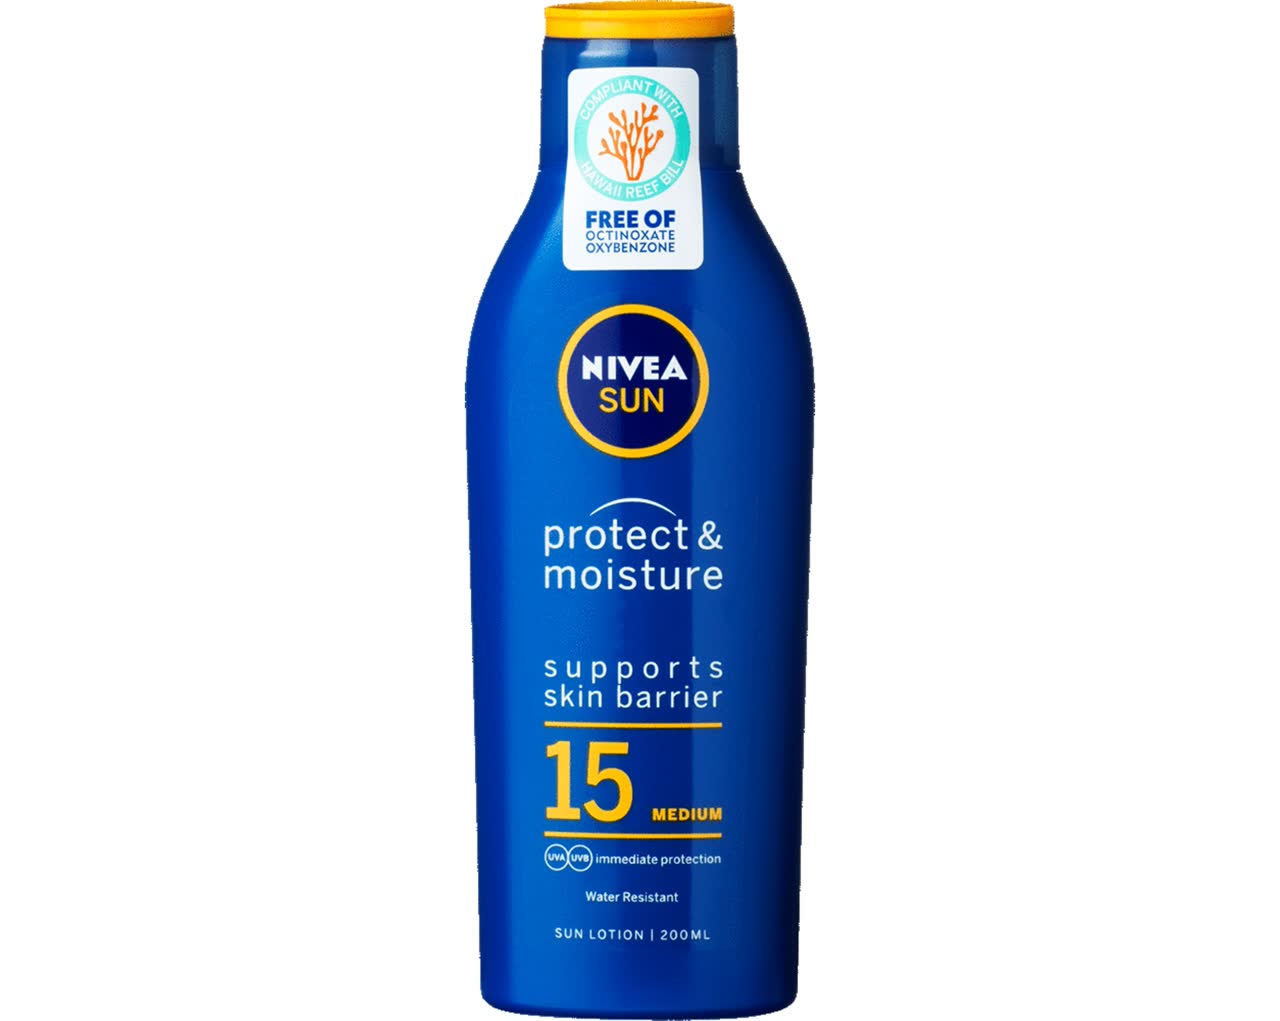 COMPLIANT WITH
HAWAII REEF BILL
FREE OF
OCTINOXATE
OXYBENZONE
NIVEA
SUN
protect &
moisture
supports
skin barrier
15 MEDIUM
UVA UVB immediate protection
Water Resistant
SUN LOTION | 200ML